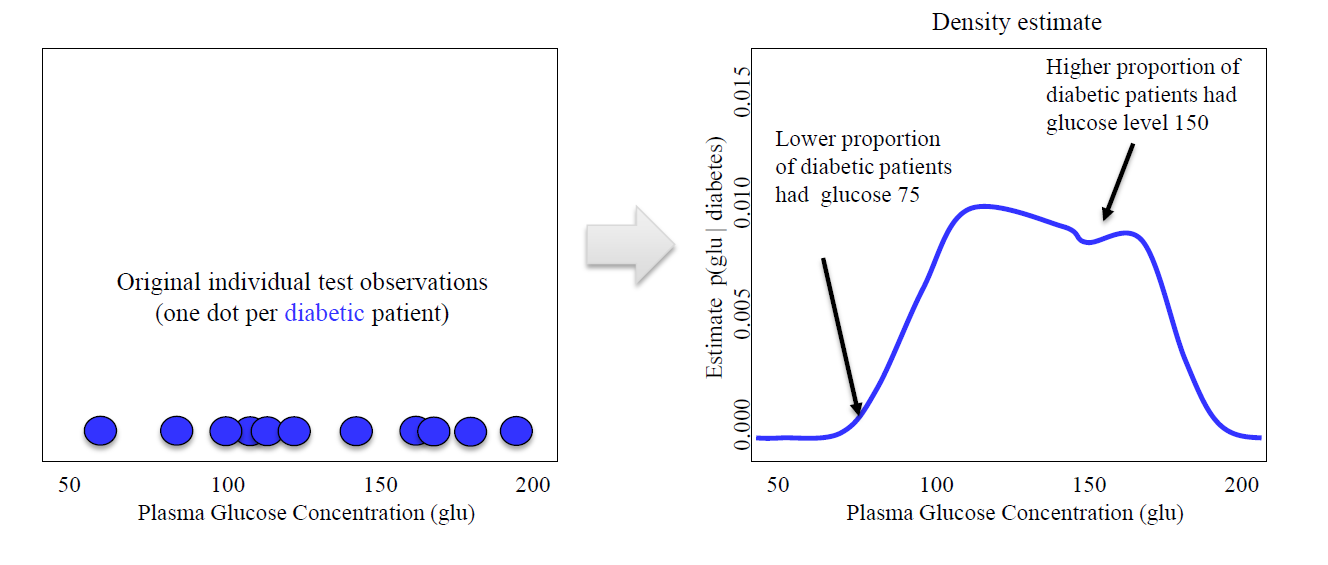 Original individual test observations
(one dot per diabetic patient)
50 100 150 200
Plasma Glucose Concentration (glu)
Density estimate
Higher proportion of
diabetic patients had
glucose level 150
Lower proportion
of diabetic patients
had glucose 75
Estimate p(glu | diabetes)
0.015
0.010
0.005
0.000
50 100 150 200
Plasma Glucose Concentration (glu)